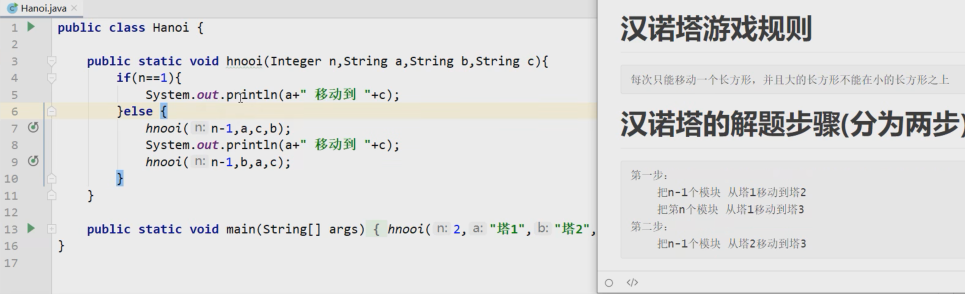 Hanoi.java
1 public class Hanoi {
2
3 public static void hnooi(Integer n,String a,String b,String c){
4 if(n==1){
5 System.out.println(a+" 移动到 "+c);
6 }else {
7 hnooi( n: n-1,a,c,b);
8 System.out.println(a+" 移动到 "+c);
9 hnooi( n: n-1,b,a,c);
10 }
11 }
12
13 public static void main(String[] args) { hnooi( n: 2, a: "塔1", b: "塔2",
16 }
17
汉诺塔游戏规则
每次只能移动一个长方形，并且大的长方形不能在小的长方形之上
汉诺塔的解题步骤(分为两步)
第一步：
把n-1个模块 从塔1移动到塔2
把第n个模块 从塔1移动到塔3
第二步：
把n-1个模块 从塔2移动到塔3